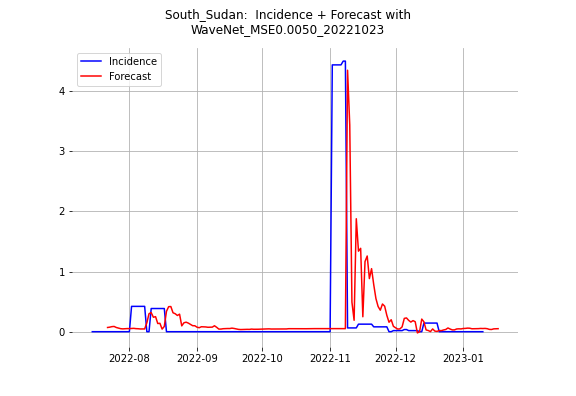 South_Sudan:  Incidence + Forecast with
WaveNet_MSE0.0050_20221023
Incidence
Forecast
4
3
2
1
0
2022-08
2022-09
2022-10
2022-11
2022-12
2023-01